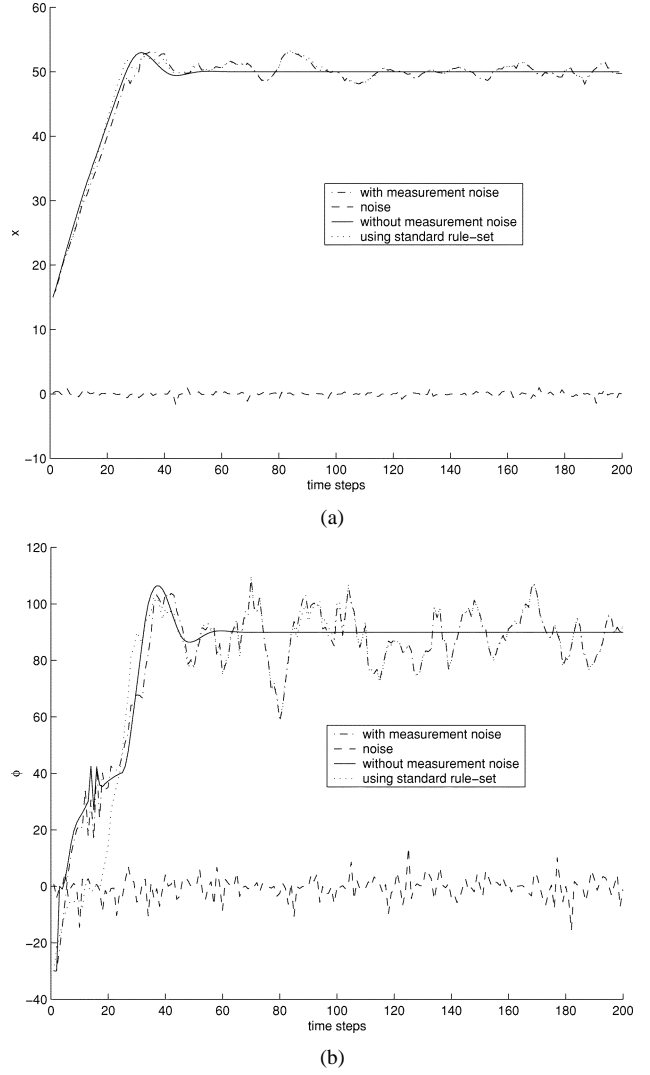 60
50
40
30
20
10
0
−10
x
with measurement noise
noise
without measurement noise
using standard rule−set
0 20 40 60 80 100 120 140 160 180 200
time steps
(a)
120
100
80
60
40
20
0
−20
−40
φ
with measurement noise
noise
without measurement noise
using standard rule−set
0 20 40 60 80 100 120 140 160 180 200
time steps
(b)